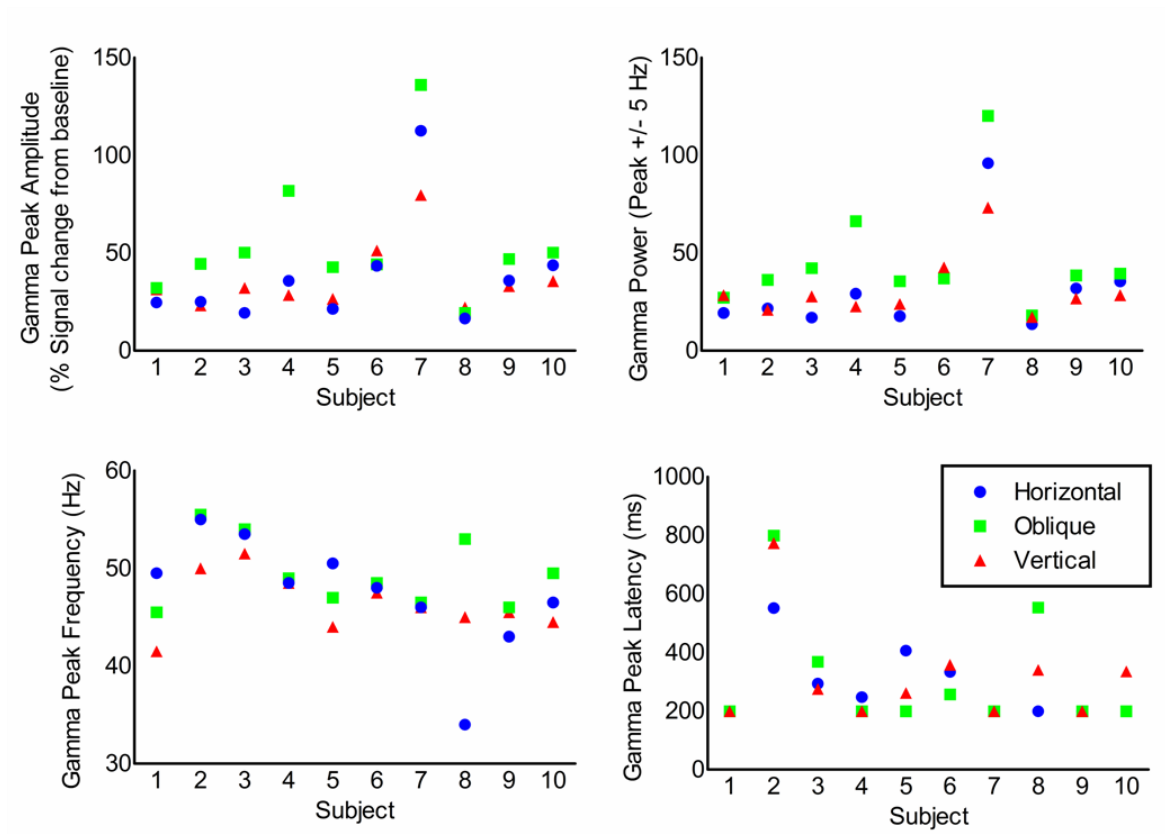 Gamma Peak Amplitude
(% Signal change from baseline)
150
100
50
0
1 2 3 4 5 6 7 8 9 10
Subject
Gamma Power (Peak +/- 5 Hz)
150
100
50
0
1 2 3 4 5 6 7 8 9 10
Subject
Gamma Peak Frequency (Hz)
60
50
40
30
1 2 3 4 5 6 7 8 9 10
Subject
Gamma Peak Latency (ms)
1000
800
600
400
200
0
1 2 3 4 5 6 7 8 9 10
Subject
Horizontal
Oblique
Vertical